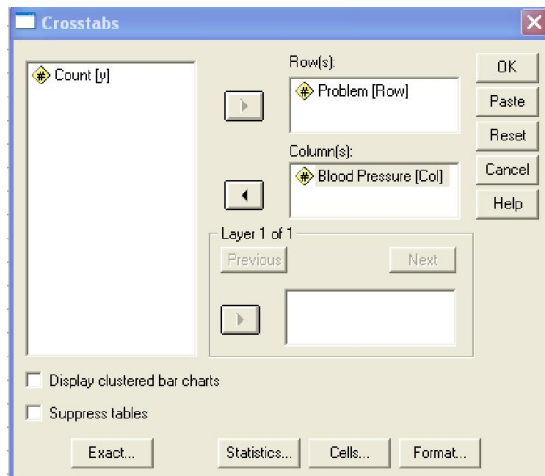 Crosstabs
Count [y]
Row(s):
Problem [Row]
Column(s):
Blood Pressure [Col]
OK
Paste
Reset
Cancel
Help
Layer 1 of 1
Previous
Next
Display clustered bar charts
Suppress tables
Exact...
Statistics...
Cells...
Format...